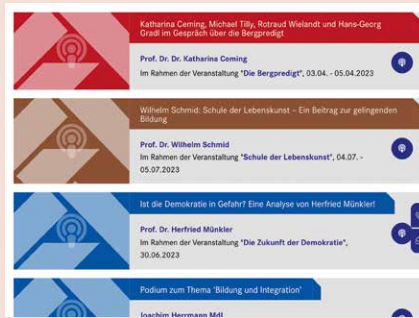 Katharina Ceming, Michael Tilly, Rotraud Wielandt und Hans-Georg
Gradl im Gespräch über die Bergpredigt
Prof. Dr. Dr. Katharina Ceming
Im Rahmen der Veranstaltung "Die Bergpredigt", 03.04. - 05.04.2023
Wilhelm Schmid: Schule der Lebenskunst – Ein Beitrag zur gelingenden
Bildung
Prof. Dr. Wilhelm Schmid
Im Rahmen der Veranstaltung "Schule der Lebenskunst", 04.07. -
05.07.2023
Ist die Demokratie in Gefahr? Eine Analyse von Herfried Münkler!
Prof. Dr. Herfried Münkler
Im Rahmen der Veranstaltung "Die Zukunft der Demokratie",
30.06.2023
Podium zum Thema 'Bildung und Integration'
Joachim Herrmann MdL